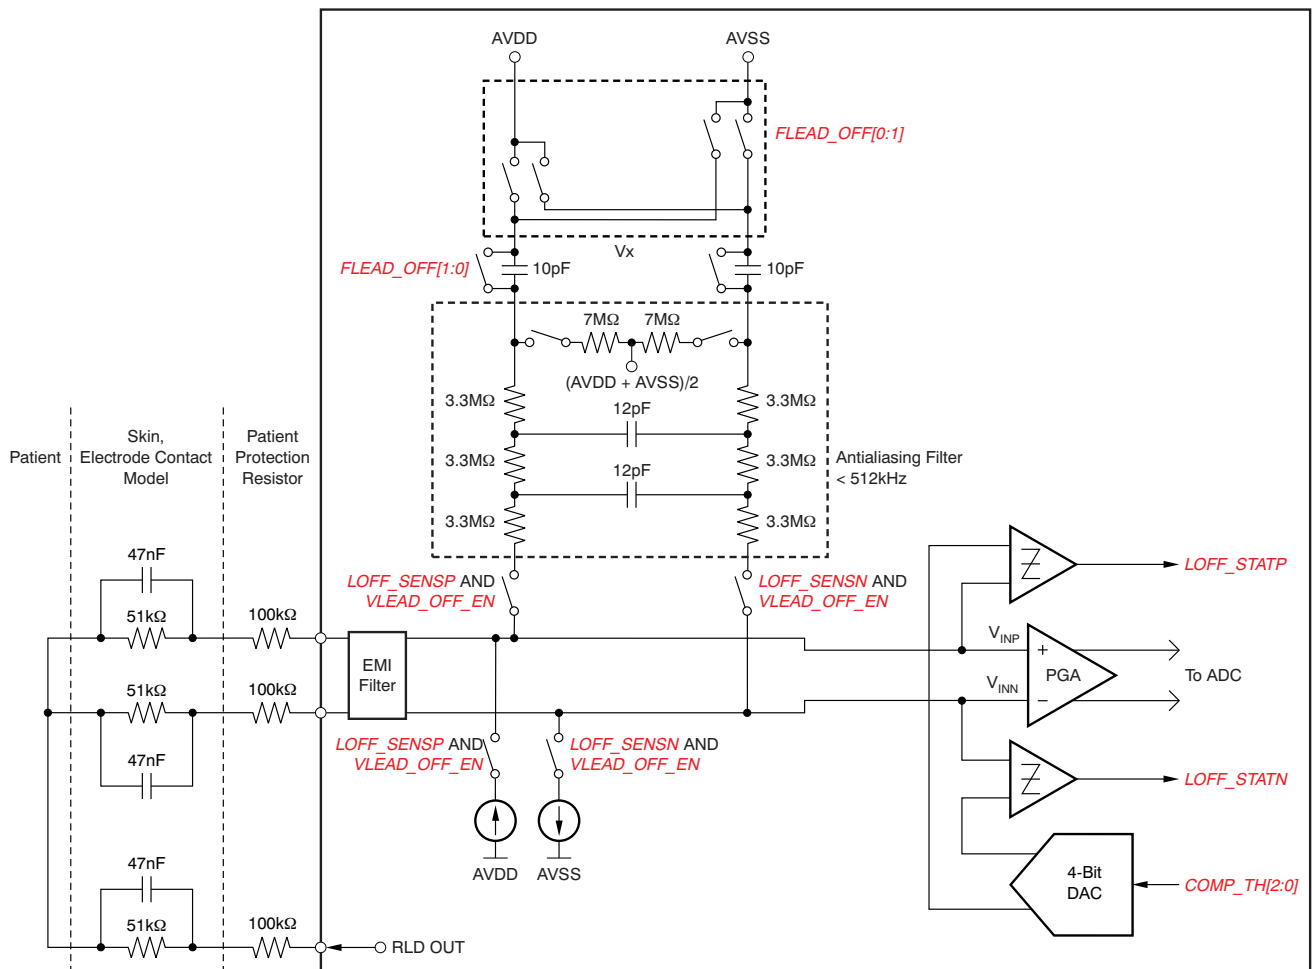 AVDD
AVSS
FLEAD_OFF[0:1]
Vx
FLEAD_OFF[1:0]
10pF
10pF
7MΩ
7MΩ
(AVDD + AVSS)/2
3.3MΩ
3.3MΩ
12pF
3.3MΩ
3.3MΩ
12pF
Antialiasing Filter
< 512kHz
3.3MΩ
3.3MΩ
Patient
Skin,
Electrode Contact
Model
Patient
Protection
Resistor
LOFF_SENSP AND
VLEAD_OFF_EN
LOFF_SENSN AND
VLEAD_OFF_EN
LOFF_STATP
47nF
51kΩ
100kΩ
EMI
Filter
VINP
+
PGA
To ADC
51kΩ
100kΩ
VINN
−
47nF
LOFF_SENSP AND
VLEAD_OFF_EN
LOFF_SENSN AND
VLEAD_OFF_EN
LOFF_STATN
AVDD
AVSS
4-Bit
DAC
COMP_TH[2:0]
47nF
51kΩ
100kΩ
RLD OUT